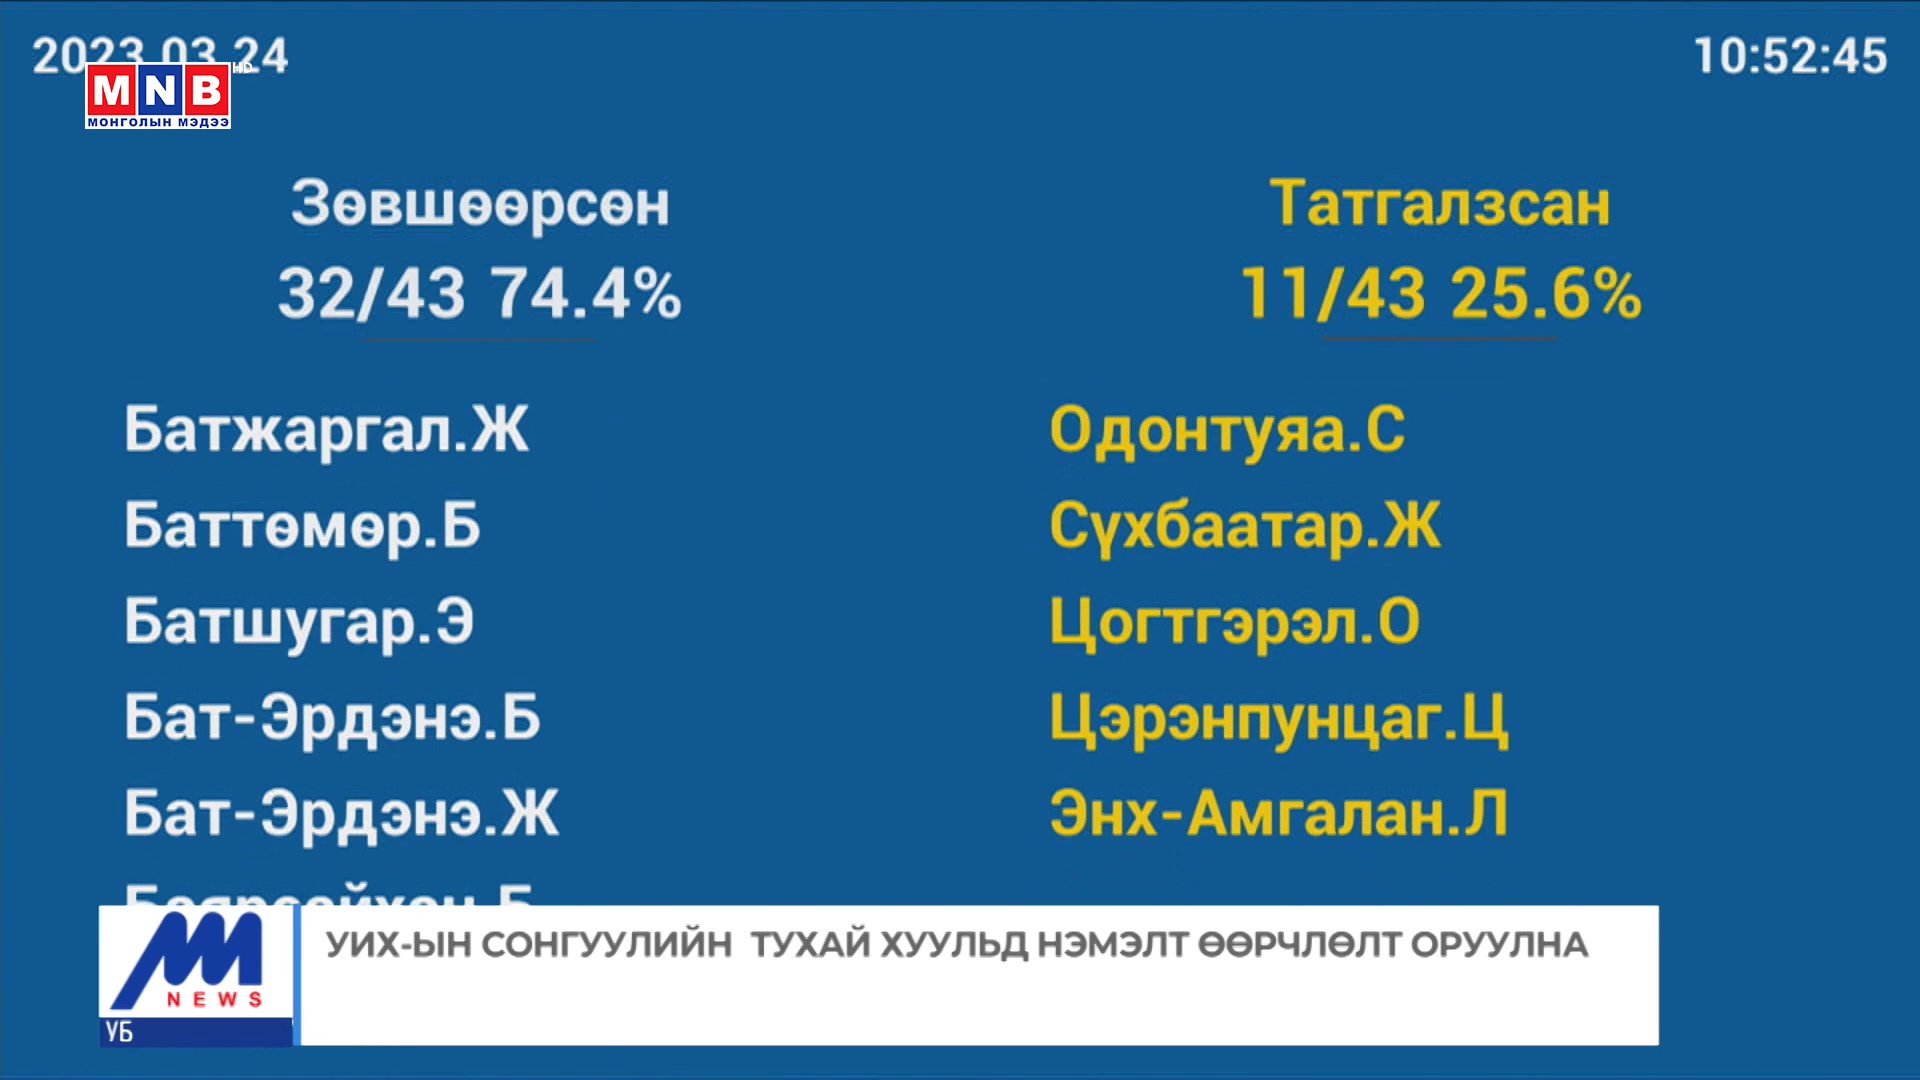 2023.03.24
10:52:45
MNB HD
МОНГОЛЫН МЭДЭЭ
Зөвшөөрсөн
32/43 74.4%
Татгалзсан
11/43 25.6%
Батжаргал.Ж
Баттөмөр.Б
Батшугар.Э
Бат-Эрдэнэ.Б
Бат-Эрдэнэ.Ж
Баярсайхан.Б
Одонтуяа.С
Сүхбаатар.Ж
Цогтгэрэл.О
Цэрэнпунцаг.Ц
Энх-Амгалан.Л
NEWS
УБ
УИХ-ЫН СОНГУУЛИЙН ТУХАЙ ХУУЛЬД НЭМЭЛТ ӨӨРЧЛӨЛТ ОРУУЛНА